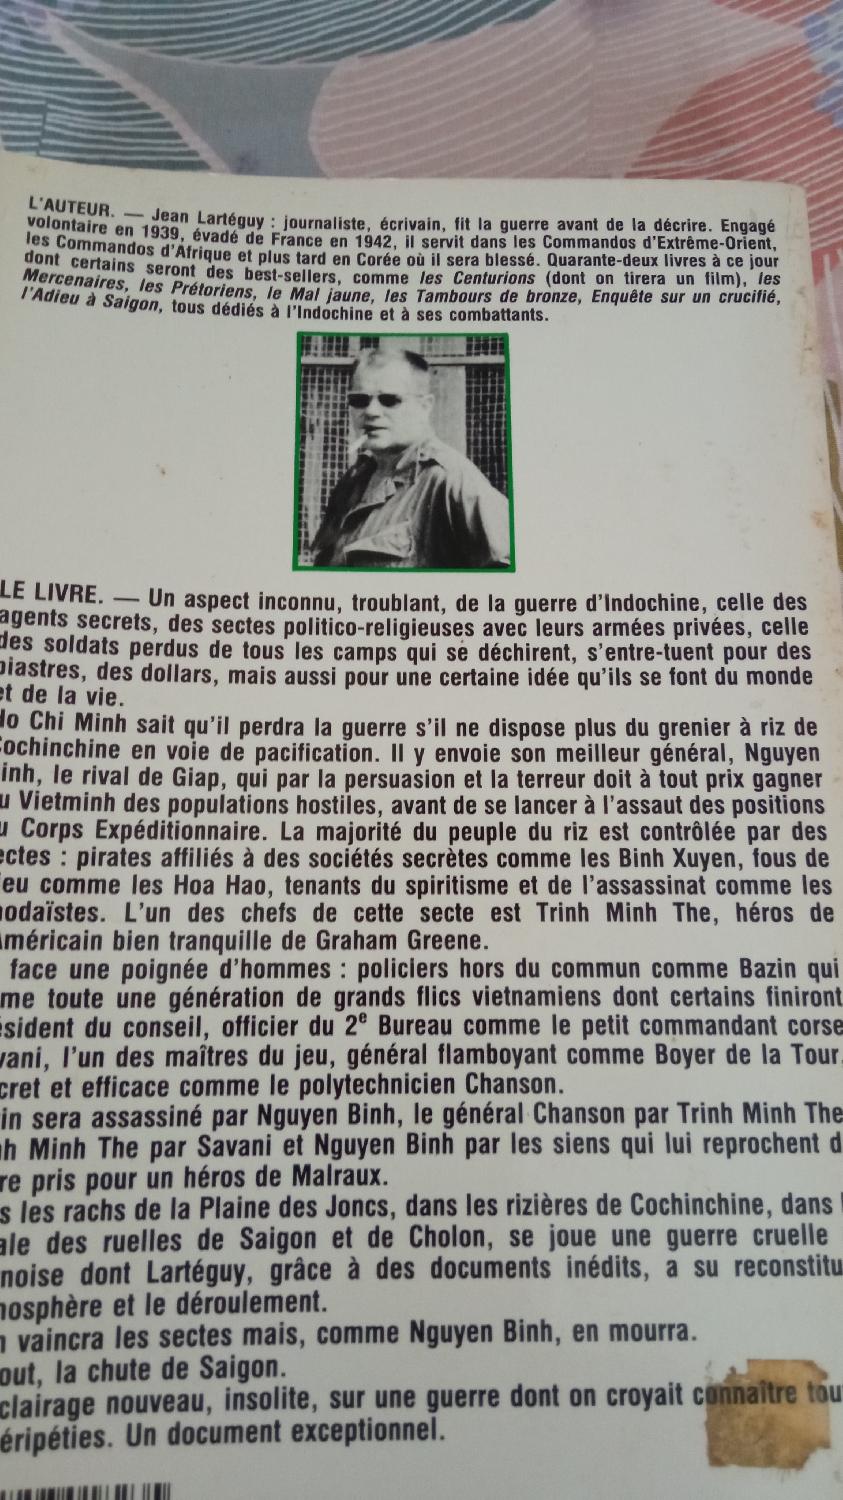 L'AUTEUR. — Jean Lartéguy : journaliste, écrivain, fit la guerre avant de la décrire. Engagé
volontaire en 1939, évadé de France en 1942, il servit dans les Commandos d'Extrême-Orient,
les Commandos d'Afrique et plus tard en Corée où il sera blessé. Quarante-deux livres à ce jour
dont certains seront des best-sellers, comme les Centurions (dont on tirera un film), les
Mercenaires, les Prétoriens, le Mal jaune, les Tambours de bronze, Enquête sur un crucifié,
l'Adieu à Saigon, tous dédiés à l'Indochine et à ses combattants.
LE LIVRE. — Un aspect inconnu, troublant, de la guerre d'Indochine, celle des
agents secrets, des sectes politico-religieuses avec leurs armées privées, celle
des soldats perdus de tous les camps qui se déchirent, s'entre-tuent pour des
piastres, des dollars, mais aussi pour une certaine idée qu'ils se font du monde
et de la vie.
Ho Chi Minh sait qu'il perdra la guerre s'il ne dispose plus du grenier à riz de
Cochinchine en voie de pacification. Il y envoie son meilleur général, Nguyen
inh, le rival de Giap, qui par la persuasion et la terreur doit à tout prix gagner
u Vietminh des populations hostiles, avant de se lancer à l'assaut des positions
u Corps Expéditionnaire. La majorité du peuple du riz est contrôlée par des
ectes : pirates affiliés à des sociétés secrètes comme les Binh Xuyen, fous de
ieu comme les Hoa Hao, tenants du spiritisme et de l'assassinat comme les
aodaïstes. L'un des chefs de cette secte est Trinh Minh The, héros de
Américain bien tranquille de Graham Greene.
face une poignée d'hommes : policiers hors du commun comme Bazin qui
me toute une génération de grands flics vietnamiens dont certains finiront
ésident du conseil, officier du 2e Bureau comme le petit commandant corse
vani, l'un des maîtres du jeu, général flamboyant comme Boyer de la Tour,
cret et efficace comme le polytechnicien Chanson.
in sera assassiné par Nguyen Binh, le général Chanson par Trinh Minh The
nh Minh The par Savani et Nguyen Binh par les siens qui lui reprochent d
re pris pour un héros de Malraux.
s les rachs de la Plaine des Joncs, dans les rizières de Cochinchine, dans l
ale des ruelles de Saigon et de Cholon, se joue une guerre cruelle
noise dont Lartéguy, grâce à des documents inédits, a su reconstitu
nosphère et le déroulement.
n vaincra les sectes mais, comme Nguyen Binh, en mourra.
out, la chute de Saigon.
clairage nouveau, insolite, sur une guerre dont on croyait connaître tou
éripéties. Un document exceptionnel.